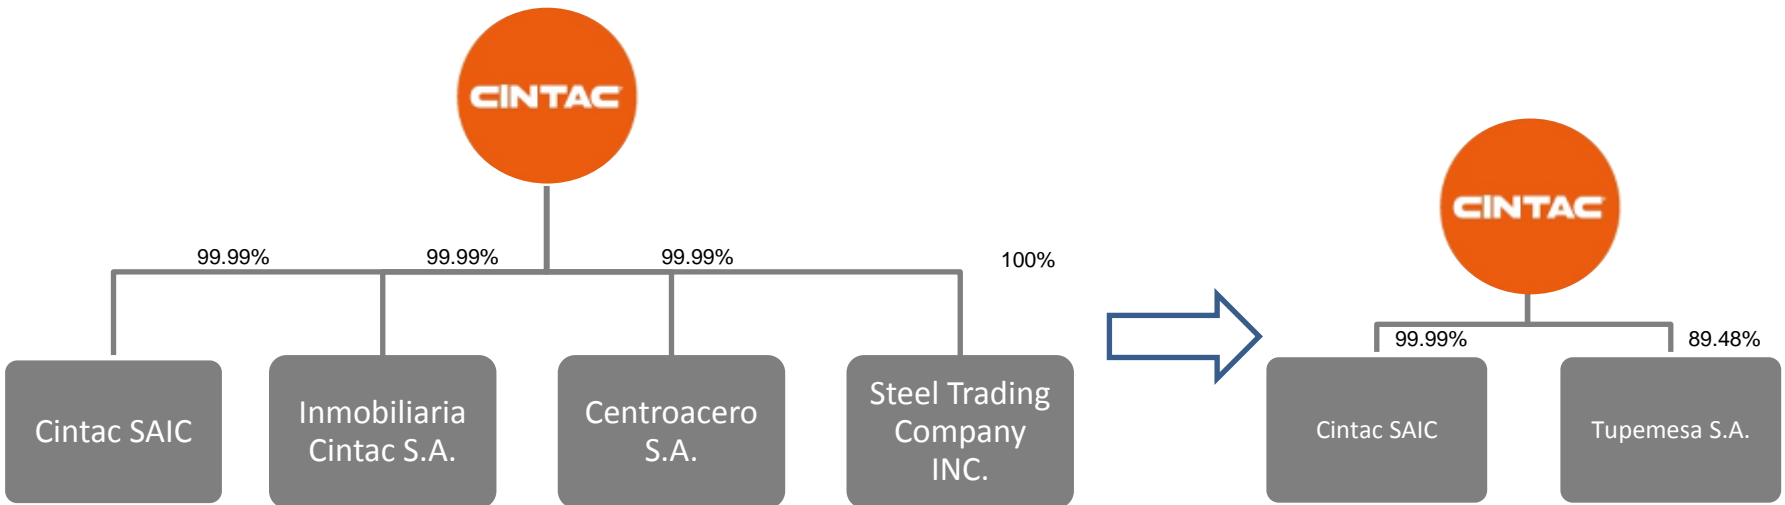 CINTAC
99.99%
99.99%
99.99%
100%
Cintac SAIC
Inmobiliaria
Cintac S.A.
Centroacero
S.A.
Steel Trading
Company
INC.
CINTAC
99.99%
89.48%
Cintac SAIC
Tupemesa S.A.